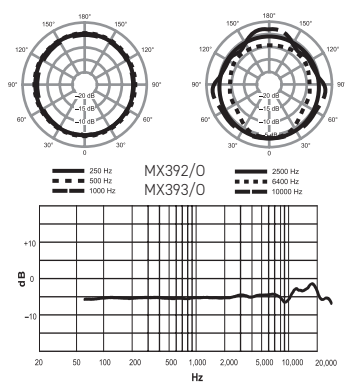 180° 180°
150° 150° 150° 150°
120° 120° 120° 120°
90° 90° 90° 90°
–20 dB –20 dB
–15 dB –15 dB
–10 dB –10 dB
–5 dB –5 dB
60° 60° 60° 60°
30° 30° 30° 30°
0 0
250 Hz MX392/O 2500 Hz
500 Hz 6400 Hz
1000 Hz MX393/O 10000 Hz
+10
0
dB
–10
20 50 100 200 500 1,000 2,000 5,000 10,000 20,000
Hz